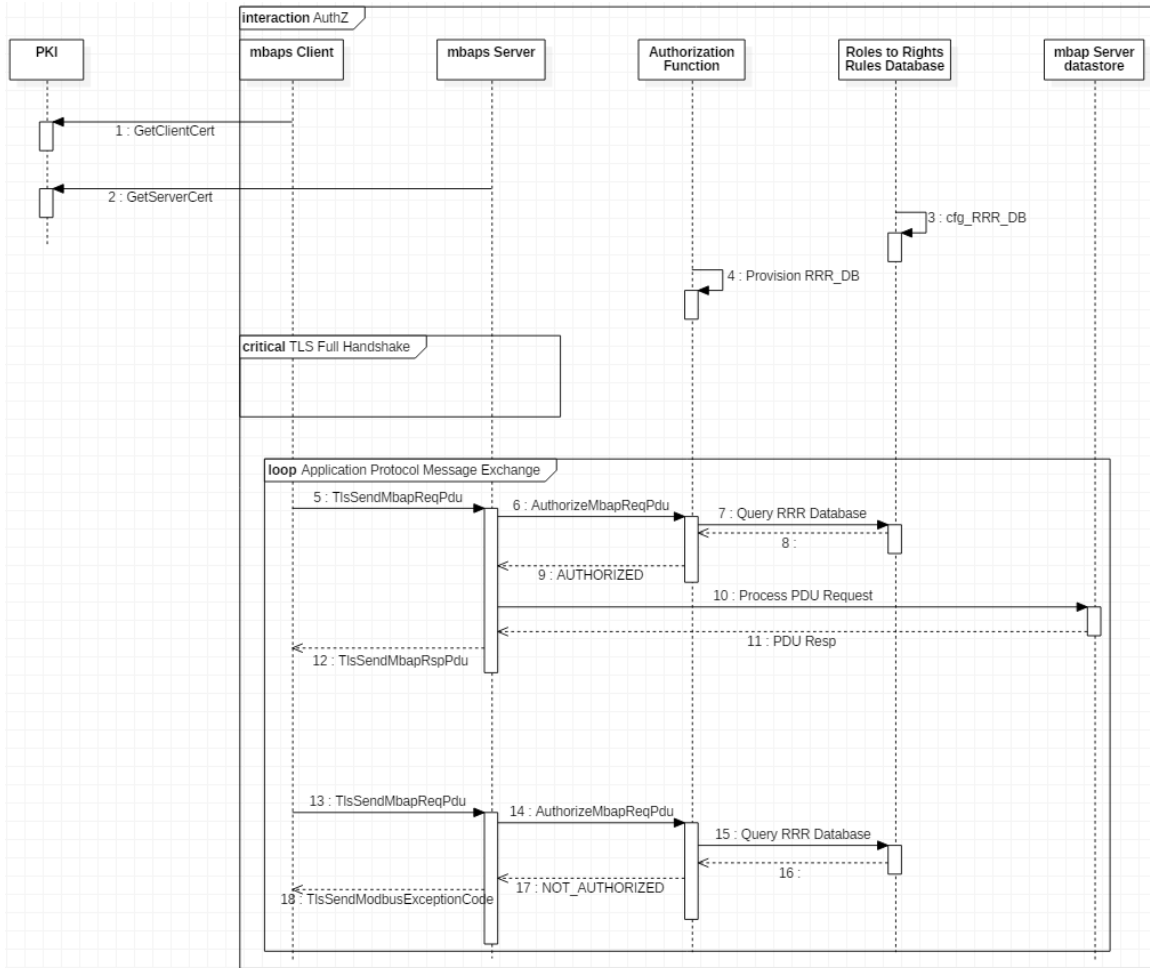 interaction AuthZ
PKI
mbaps Client
mbaps Server
Authorization
Function
Roles to Rights
Rules Database
mbap Server
datastore
1 : GetClientCert
2 : GetServerCert
3 : cfg_RRR_DB
4 : Provision RRR_DB
critical TLS Full Handshake
loop Application Protocol Message Exchange
5 : TlsSendMbapReqPdu
6 : AuthorizeMbapReqPdu
7 : Query RRR Database
8 :
9 : AUTHORIZED
10 : Process PDU Request
11 : PDU Resp
12 : TlsSendMbapRspPdu
13 : TlsSendMbapReqPdu
14 : AuthorizeMbapReqPdu
15 : Query RRR Database
16 :
17 : NOT_AUTHORIZED
18 : TlsSendModbusExceptionCode